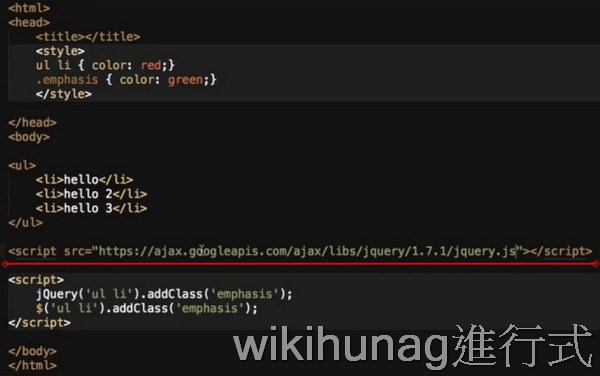 <html>
<head>
    <title></title>
    <style>
    ul li { color: red;}
    .emphasis { color: green;}
    </style>
</head>
<body>
<ul>
    <li>hello</li>
    <li>hello 2</li>
    <li>hello 3</li>
</ul>
<script src="https://ajax.googleapis.com/ajax/libs/jquery/1.7.1/jquery.js"></script>
<script>
    jQuery('ul li').addClass('emphasis');
    $('ul li').addClass('emphasis');
</script>
</body>
</html>
wikihunag進行式